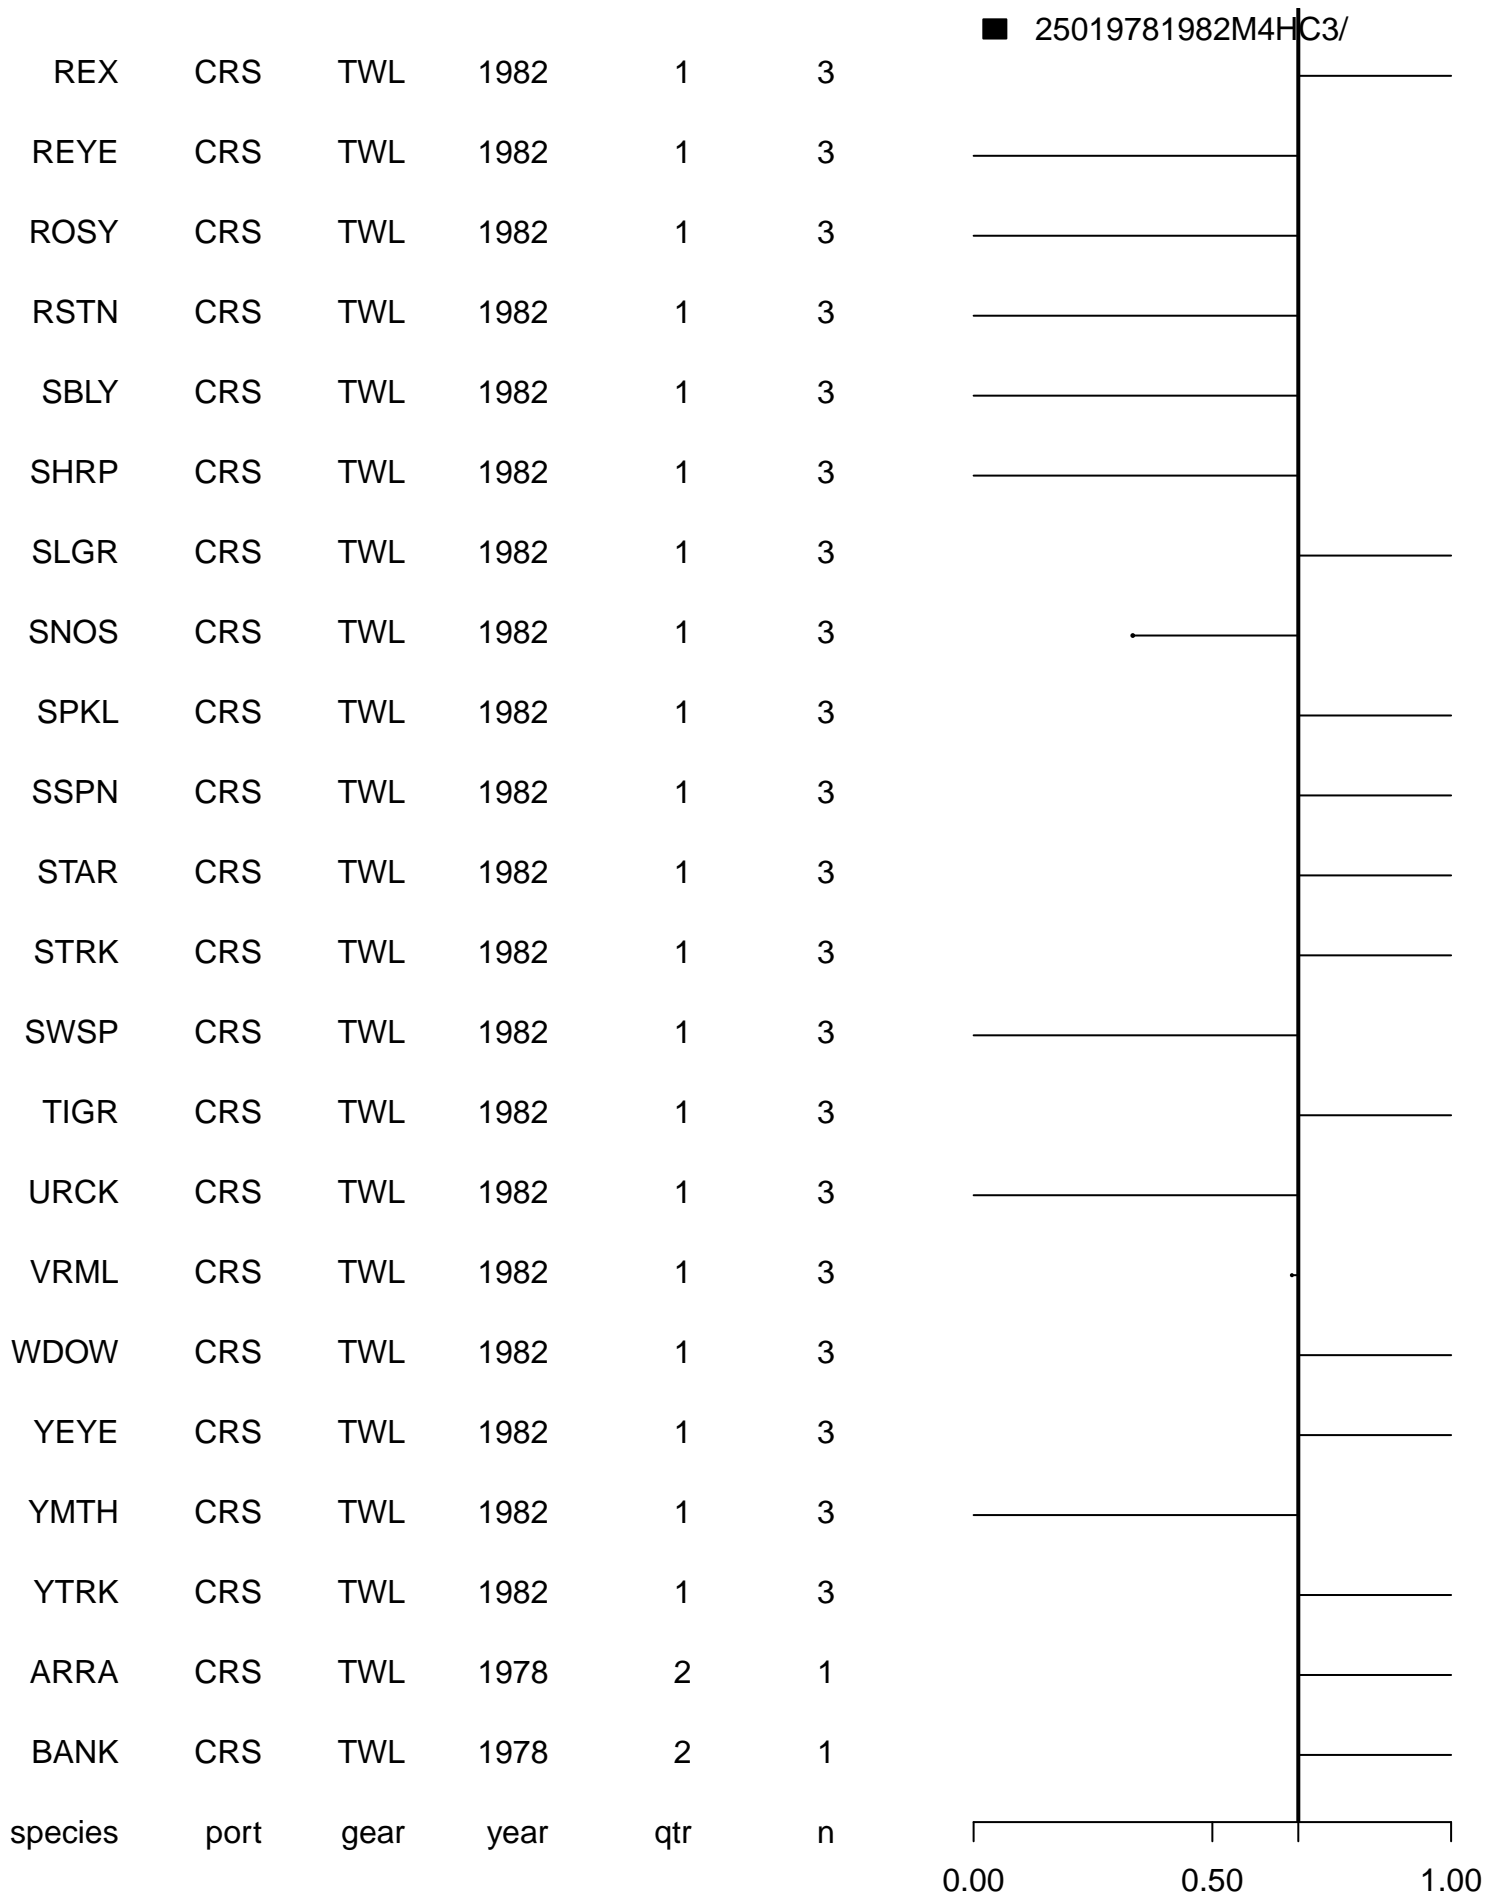 25019781982M4HC3/
REX CRS TWL 1982 1 3
REYE CRS TWL 1982 1 3
ROSY CRS TWL 1982 1 3
RSTN CRS TWL 1982 1 3
SBLY CRS TWL 1982 1 3
SHRP CRS TWL 1982 1 3
SLGR CRS TWL 1982 1 3
SNOS CRS TWL 1982 1 3
SPKL CRS TWL 1982 1 3
SSPN CRS TWL 1982 1 3
STAR CRS TWL 1982 1 3
STRK CRS TWL 1982 1 3
SWSP CRS TWL 1982 1 3
TIGR CRS TWL 1982 1 3
URCK CRS TWL 1982 1 3
VRML CRS TWL 1982 1 3
WDOW CRS TWL 1982 1 3
YEYE CRS TWL 1982 1 3
YMTH CRS TWL 1982 1 3
YTRK CRS TWL 1982 1 3
ARRA CRS TWL 1978 2 1
BANK CRS TWL 1978 2 1
species port gear year qtr n
0.00 0.50 1.00